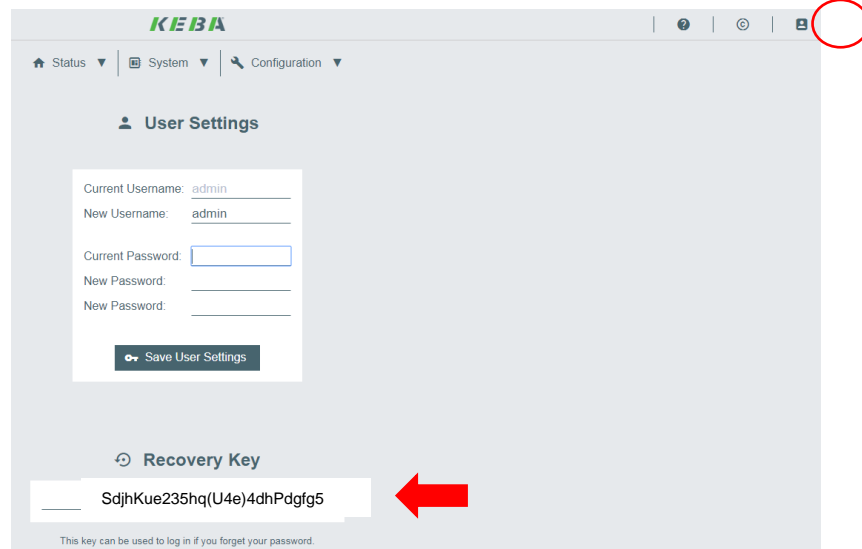 KEBA
Status ▼ System ▼ Configuration ▼
User Settings
Current Username: admin
New Username: admin
Current Password:
New Password:
New Password:
Save User Settings
Recovery Key
SdjhKue235hq(U4e)4dhPdgfg5
This key can be used to log in if you forget your password.